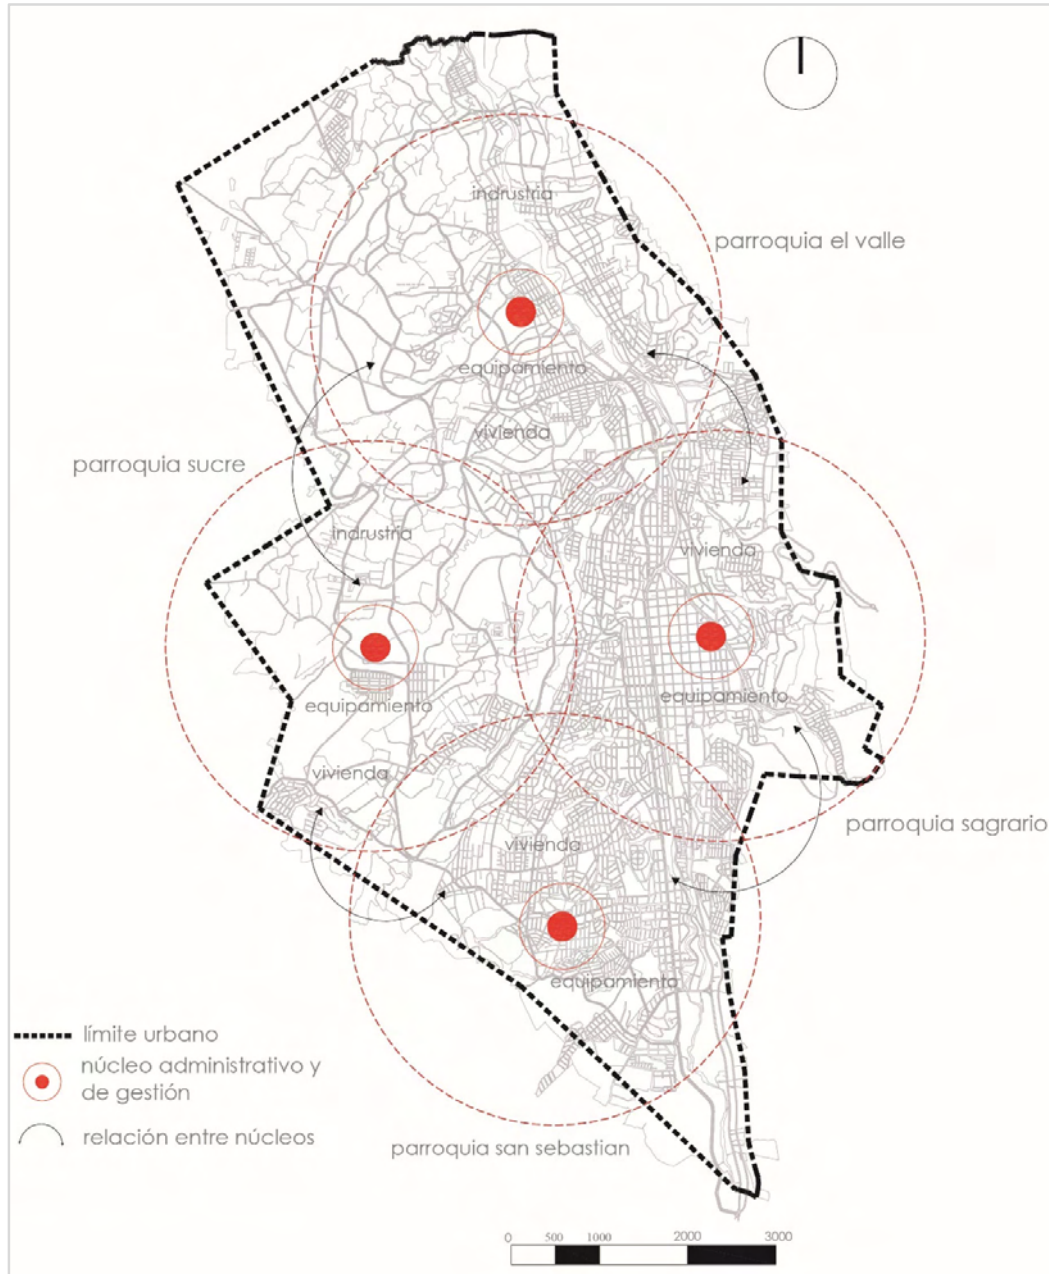 indrustria
parroquia el valle
equipamiento
vivienda
parroquia sucre
indrustria
vivienda
equipamiento
equipamiento
vivienda
parroquia sagrario
vivienda
equipamiento
límite urbano
núcleo administrativo y
de gestión
relación entre núcleos
parroquia san sebastian
0 500 1000 2000 3000